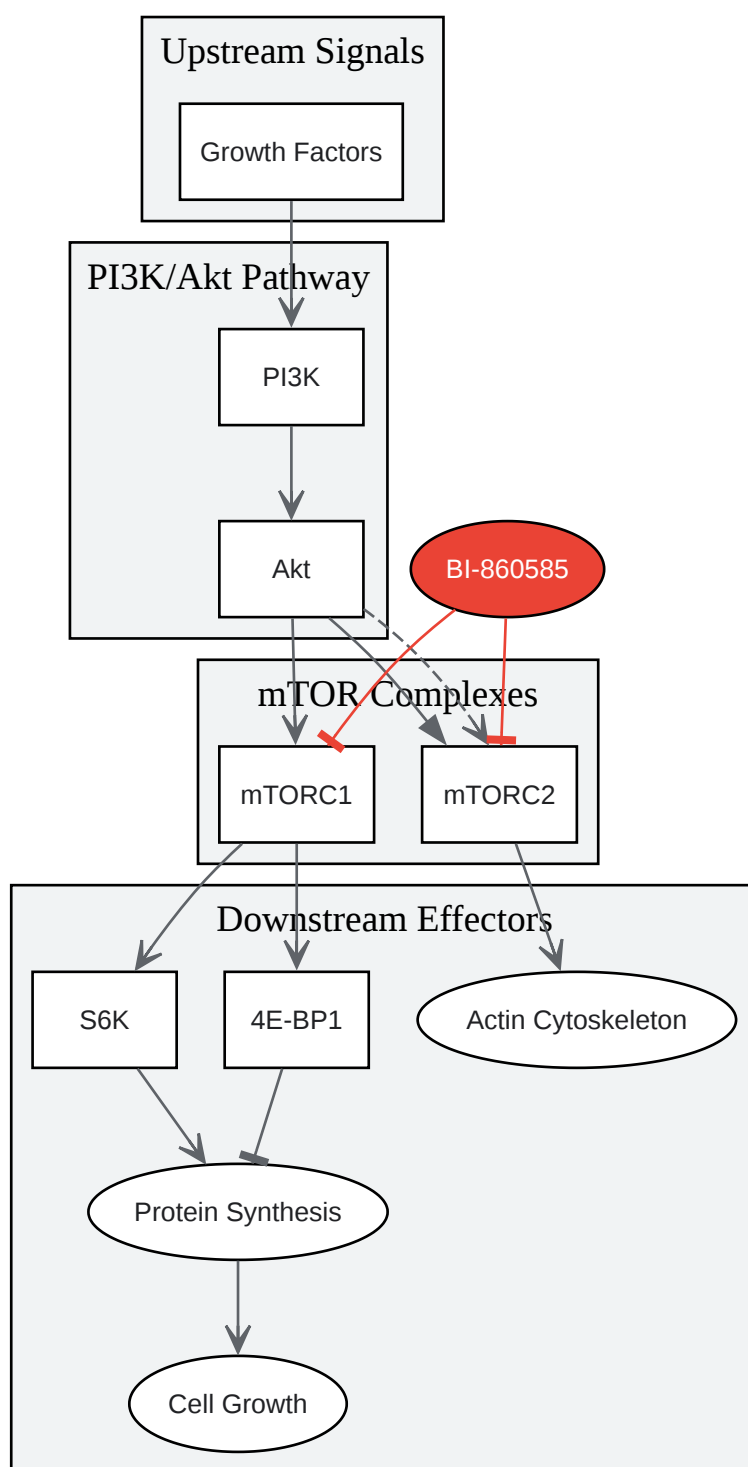 Upstream Signals
Growth Factors
PI3K/Akt Pathway
PI3K
Akt
BI-860585
mTOR Complexes
mTORC1
mTORC2
Downstream Effectors
S6K
4E-BP1
Actin Cytoskeleton
Protein Synthesis
Cell Growth